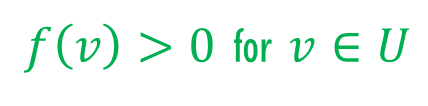 f(v) > 0 for v ∈ U